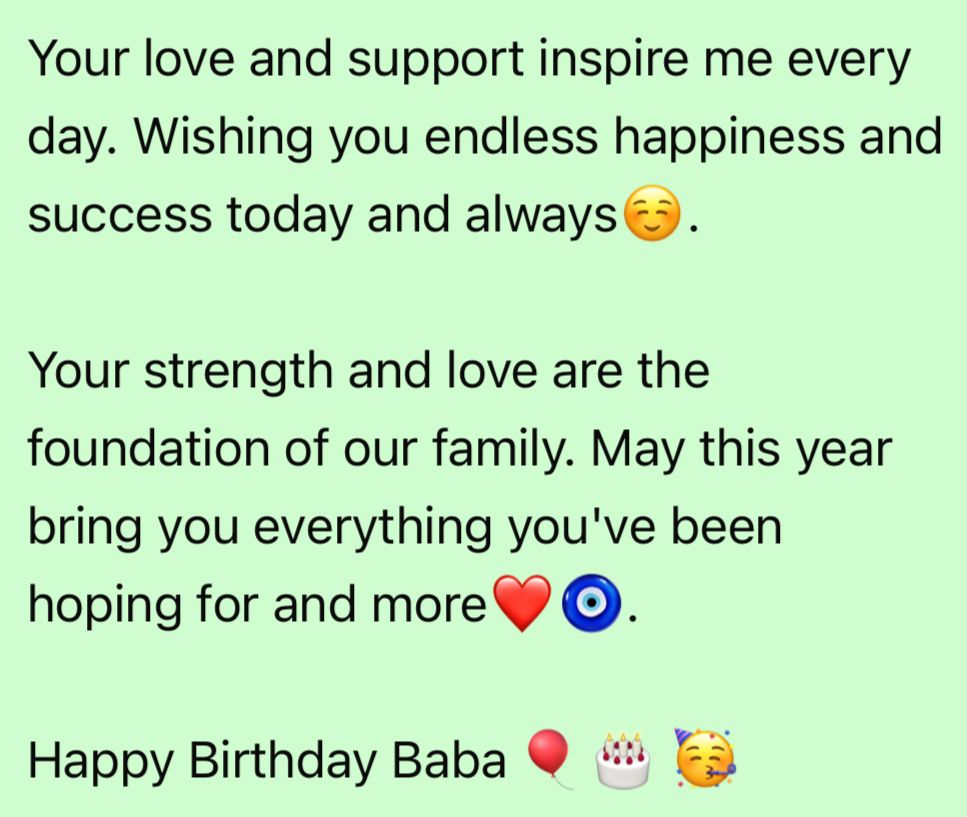 Your love and support inspire me every
day. Wishing you endless happiness and
success today and always☺️.
Your strength and love are the
foundation of our family. May this year
bring you everything you've been
hoping for and more❤️🧿.
Happy Birthday Baba 🎈 🎂 🥳